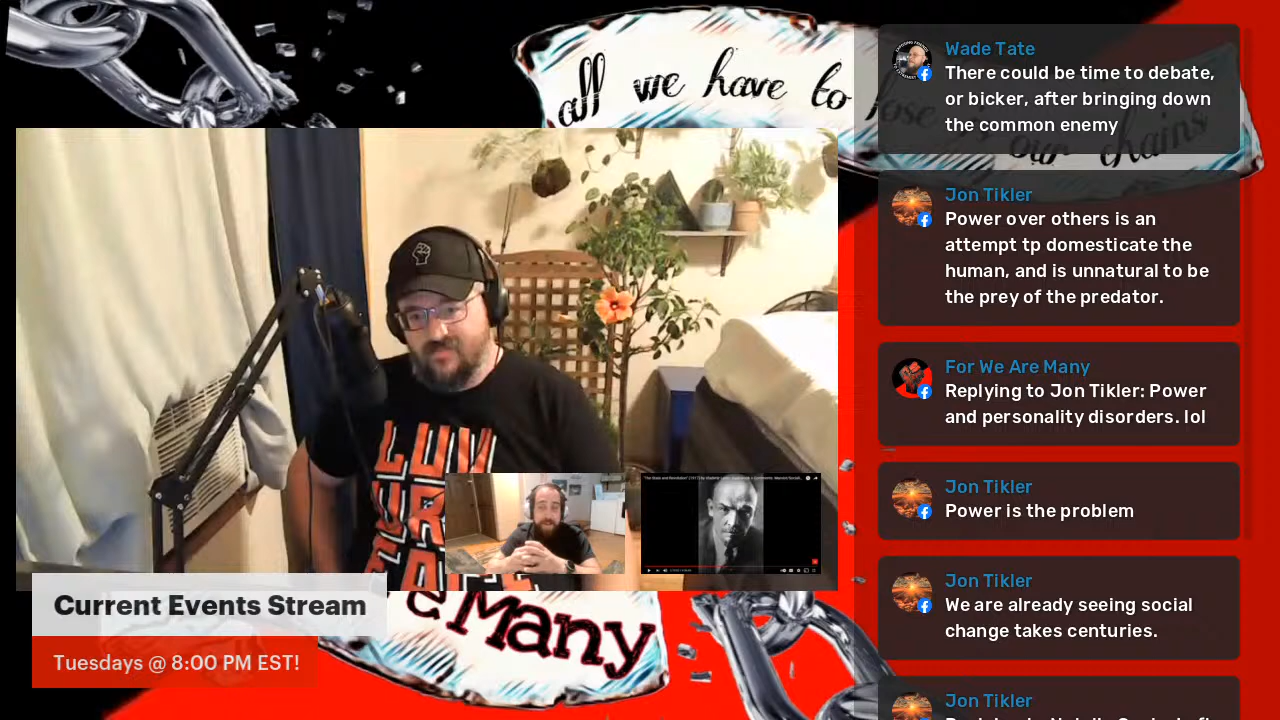 all we have to lose
our chains
Wade Tate
There could be time to debate,
or bicker, after bringing down
the common enemy
Jon Tikler
Power over others is an
attempt tp domesticate the
human, and is unnatural to be
the prey of the predator.
For We Are Many
Replying to Jon Tikler: Power
and personality disorders. lol
Jon Tikler
Power is the problem
Jon Tikler
We are already seeing social
change takes centuries.
Jon Tikler
LUV
Current Events Stream
Tuesdays @ 8:00 PM EST!
e Many